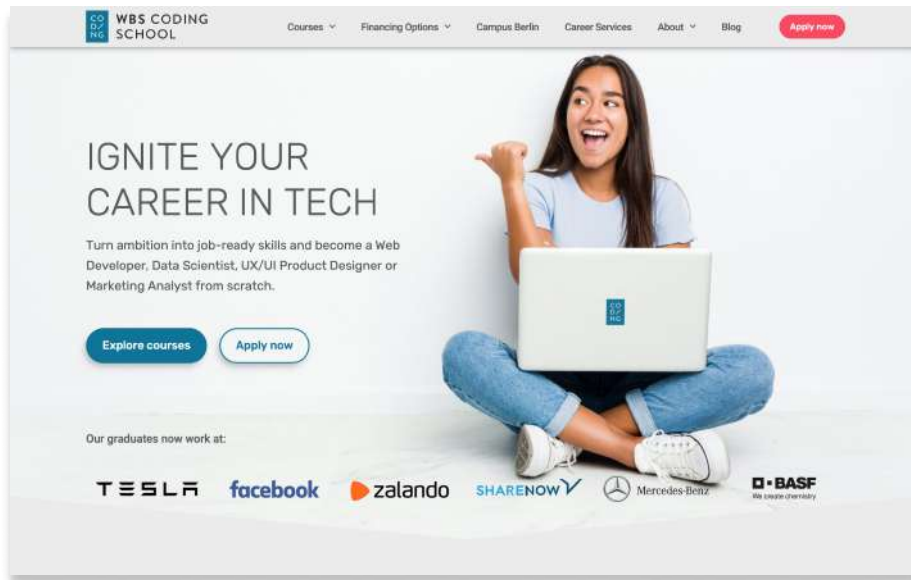 CO
DI/
NG
WBS CODING
SCHOOL
Courses
Financing Options
Campus Berlin
Career Services
About
Blog
Apply now
IGNITE YOUR
CAREER IN TECH
Turn ambition into job-ready skills and become a Web
Developer, Data Scientist, UX/UI Product Designer or
Marketing Analyst from scratch.
Explore courses
Apply now
CO
DI/
NG
Our graduates now work at:
TESLA
facebook
zalando
SHARENOW
Mercedes-Benz
BASF
We create chemistry